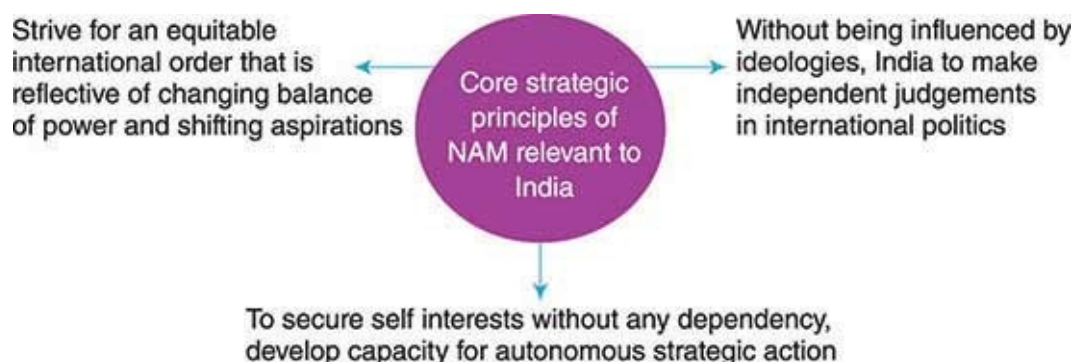 Strive for an equitable
international order that is
reflective of changing balance
of power and shifting aspirations
Core strategic
principles of
NAM relevant to
India
Without being influenced by
ideologies, India to make
independent judgements
in international politics
To secure self interests without any dependency,
develop capacity for autonomous strategic action